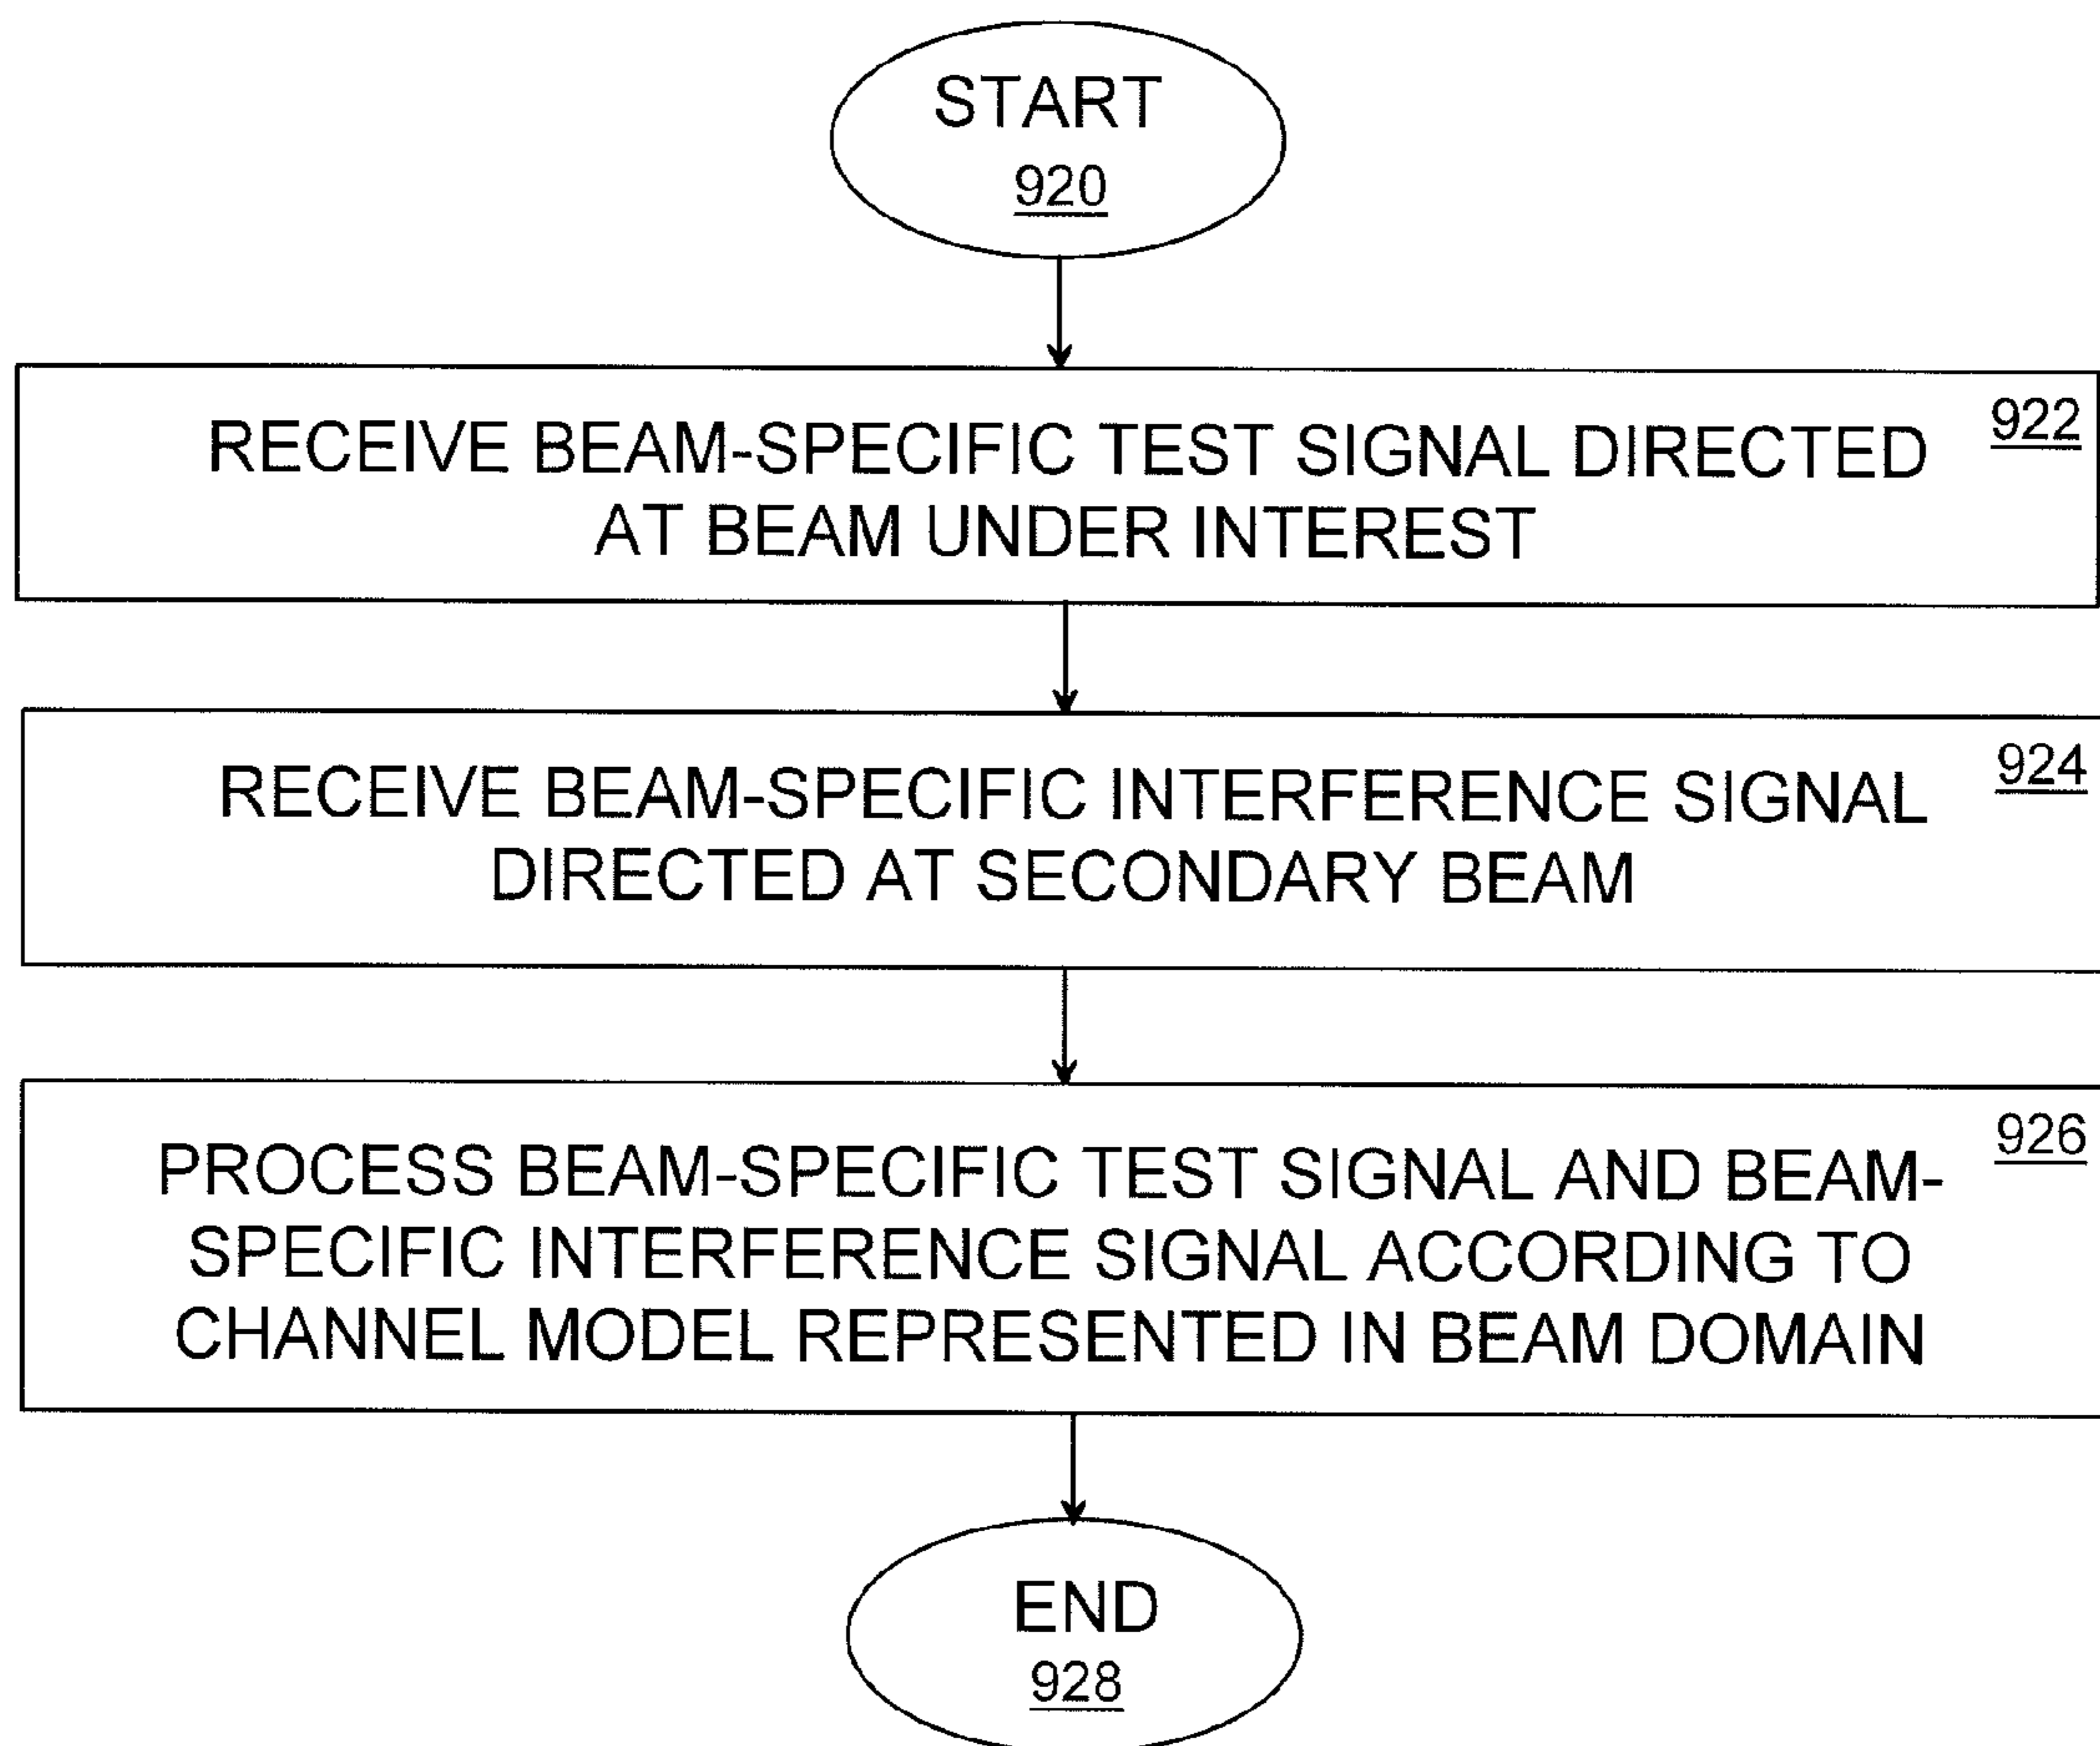 START
920
922
RECEIVE BEAM-SPECIFIC TEST SIGNAL DIRECTED
AT BEAM UNDER INTEREST
924
RECEIVE BEAM-SPECIFIC INTERFERENCE SIGNAL
DIRECTED AT SECONDARY BEAM
926
PROCESS BEAM-SPECIFIC TEST SIGNAL AND BEAM-
SPECIFIC INTERFERENCE SIGNAL ACCORDING TO
CHANNEL MODEL REPRESENTED IN BEAM DOMAIN
END
928